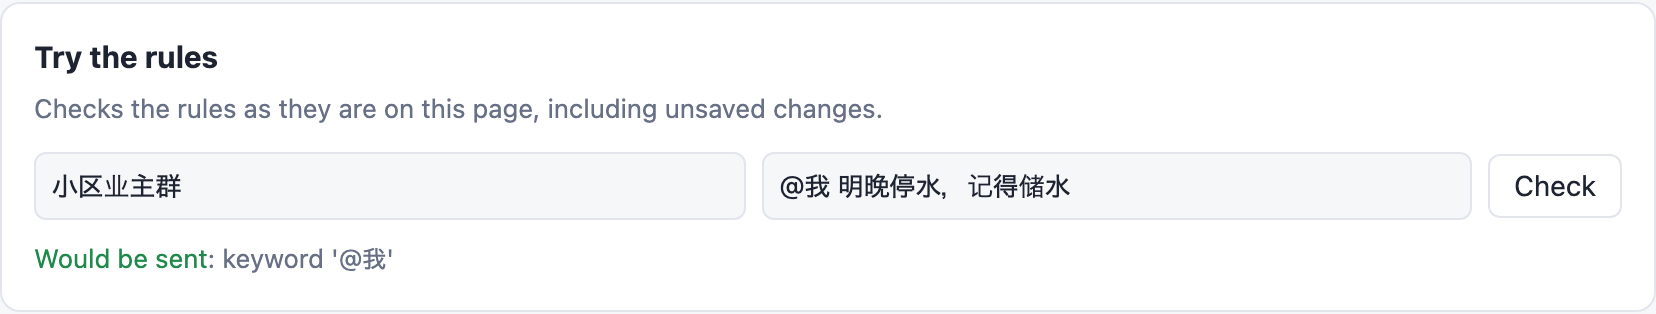 Try the rules
Checks the rules as they are on this page, including unsaved changes.
小区业主群
@我 明晚停水，记得储水
Check
Would be sent: keyword '@我'